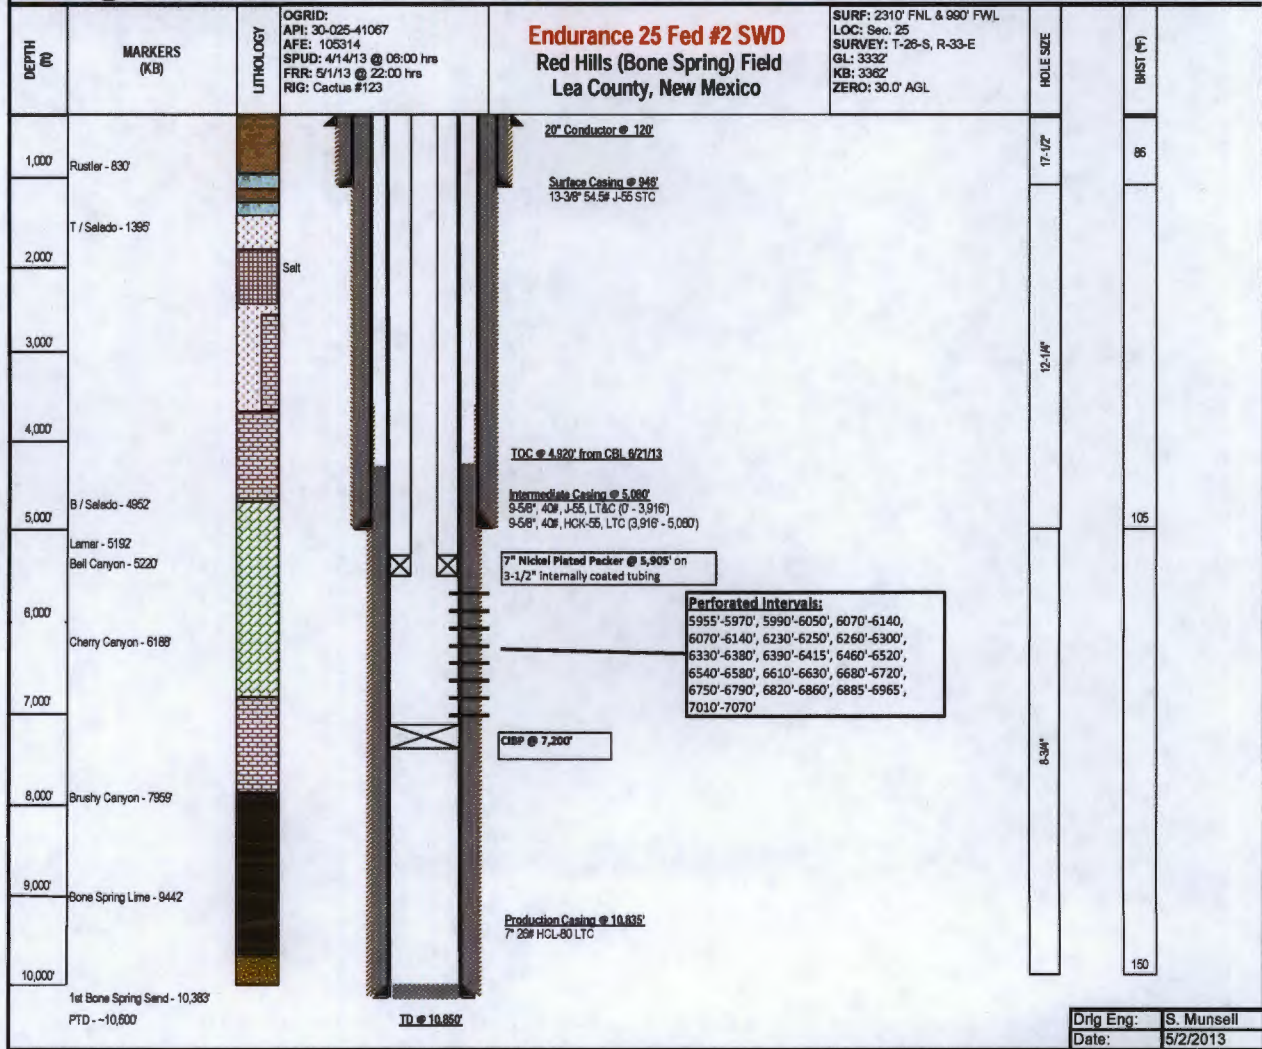 DEPTH
(ft)
MARKERS
(KB)
LITHOLOGY
OGRID:
API: 30-025-41067
AFE: 105314
SPUD: 4/14/13 @ 06:00 hrs
FRR: 5/1/13 @ 22:00 hrs
RIG: Cactus #123
Endurance 25 Fed #2 SWD
Red Hills (Bone Spring) Field
Lea County, New Mexico
SURF: 2310' FNL & 990' FWL
LOC: Sec. 25
SURVEY: T-26-S, R-33-E
GL: 3332'
KB: 3362'
ZERO: 30.0' AGL
HOLE SIZE
BHST (°F)
20" Conductor @ 120'
17-1/2"
86
1,000'
Rustler - 830'
Surface Casing @ 946'
13-3/8" 54.5# J-55 STC
T / Salado - 1395'
2,000'
Salt
3,000'
12-1/4"
4,000'
TOC @ 4,920' from CBL 6/21/13
B / Salado - 4952'
Intermediate Casing @ 5,080'
9-5/8", 40#, J-55, LT&C (0' - 3,916')
9-5/8", 40#, HCK-55, LTC (3,916' - 5,080')
5,000'
105
Lamar - 5192'
Bell Canyon - 5220'
7" Nickel Plated Packer @ 5,905' on
3-1/2" internally coated tubing
6,000'
Cherry Canyon - 6188'
Perforated Intervals:
5955'-5970', 5990'-6050', 6070'-6140,
6070'-6140', 6230'-6250', 6260'-6300',
6330'-6380', 6390'-6415', 6460'-6520',
6540'-6580', 6610'-6630', 6680'-6720',
6750'-6790', 6820'-6860', 6885'-6965',
7010'-7070'
7,000'
CIBP @ 7,200'
8-3/4"
8,000'
Brushy Canyon - 7959'
9,000'
Bone Spring Lime - 9442'
Production Casing @ 10,835'
7" 26# HCL-80 LTC
10,000'
150
1st Bone Spring Sand - 10,383'
PTD - ~10,600'
TD @ 10,850'
Drlg Eng: S. Munsell
Date: 5/2/2013